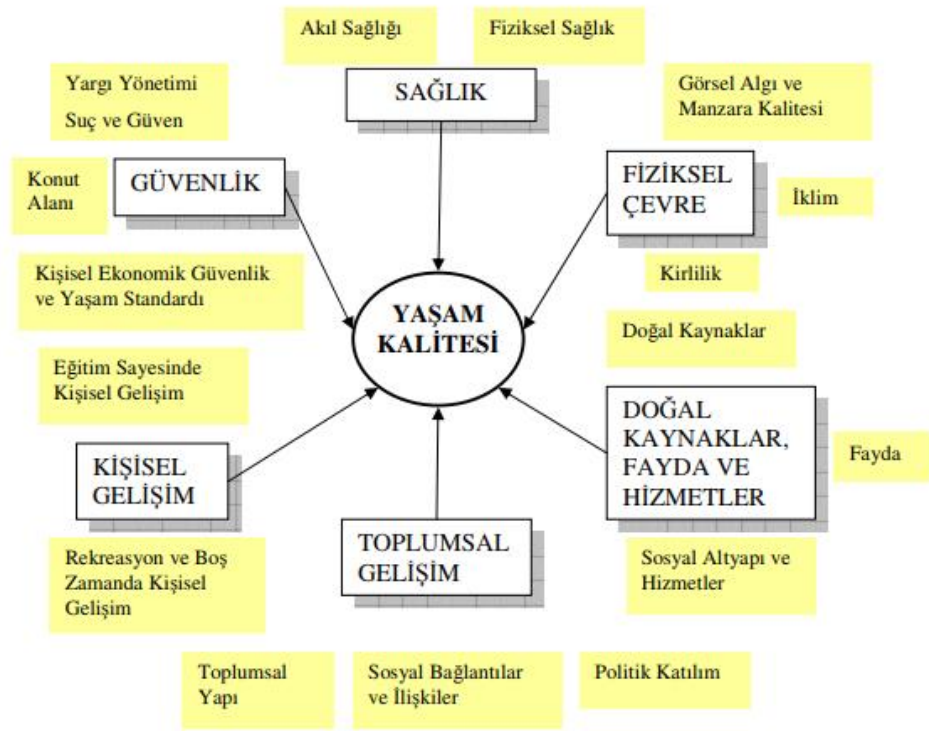 Akıl Sağlığı
Fiziksel Sağlık
SAĞLIK
Yargı Yönetimi
Suç ve Güven
Konut
Alanı
GÜVENLİK
Kişisel Ekonomik Güvenlik
ve Yaşam Standardı
Görsel Algı ve
Manzara Kalitesi
FİZİKSEL
ÇEVRE
İklim
Kirlilik
YAŞAM
KALİTESİ
Doğal Kaynaklar
DOĞAL
KAYNAKLAR,
FAYDA VE
HİZMETLER
Fayda
Sosyal Altyapı ve
Hizmetler
Eğitim Sayesinde
Kişisel Gelişim
KİŞİSEL
GELİŞİM
Rekreasyon ve Boş
Zamanda Kişisel
Gelişim
TOPLUMSAL
GELİŞİM
Toplumsal
Yapı
Sosyal Bağlantılar
ve İlişkiler
Politik Katılım